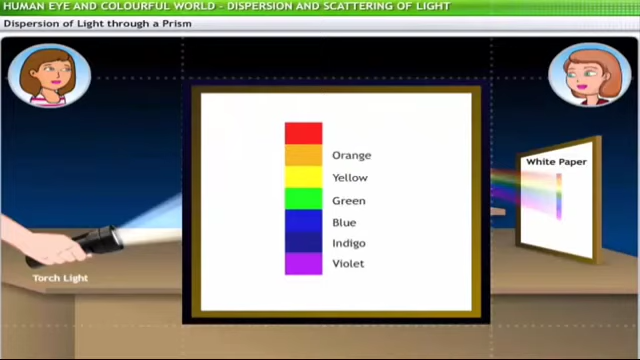 HUMAN EYE AND COLOURFUL WORLD – DISPERSION AND SCATTERING OF LIGHT
Dispersion of Light through a Prism
Orange
Yellow
Green
Blue
Indigo
Violet
White Paper
Torch Light